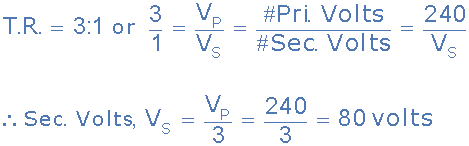 T.R. = 3:1 or 3/1 = V_P/V_S = #Pri. Volts/#Sec. Volts = 240/V_S
∴ Sec. Volts, V_S = V_P/3 = 240/3 = 80 volts